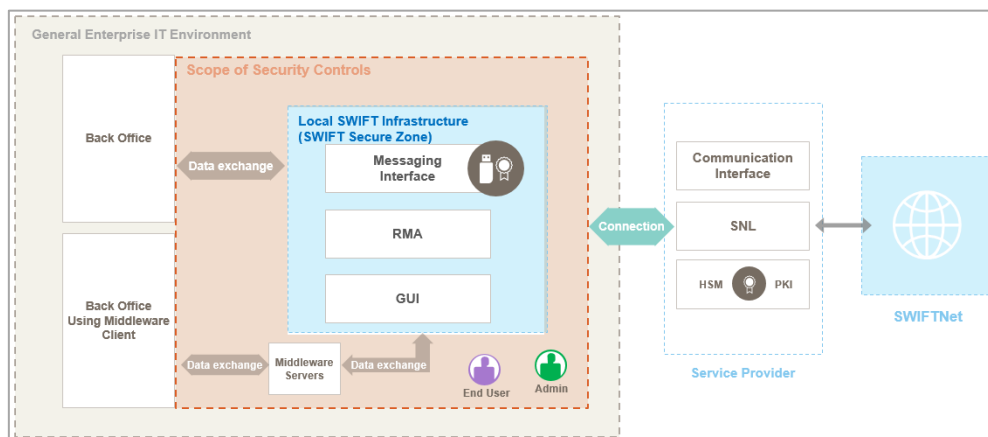 General Enterprise IT Environment
Scope of Security Controls
Back Office
Data exchange
Local SWIFT Infrastructure
(SWIFT Secure Zone)
Messaging
Interface
RMA
GUI
Back Office
Using Middleware
Client
Data exchange
Middleware
Servers
Data exchange
End User
Admin
Connection
Communication
Interface
SNL
HSM
PKI
Service Provider
SWIFTNet